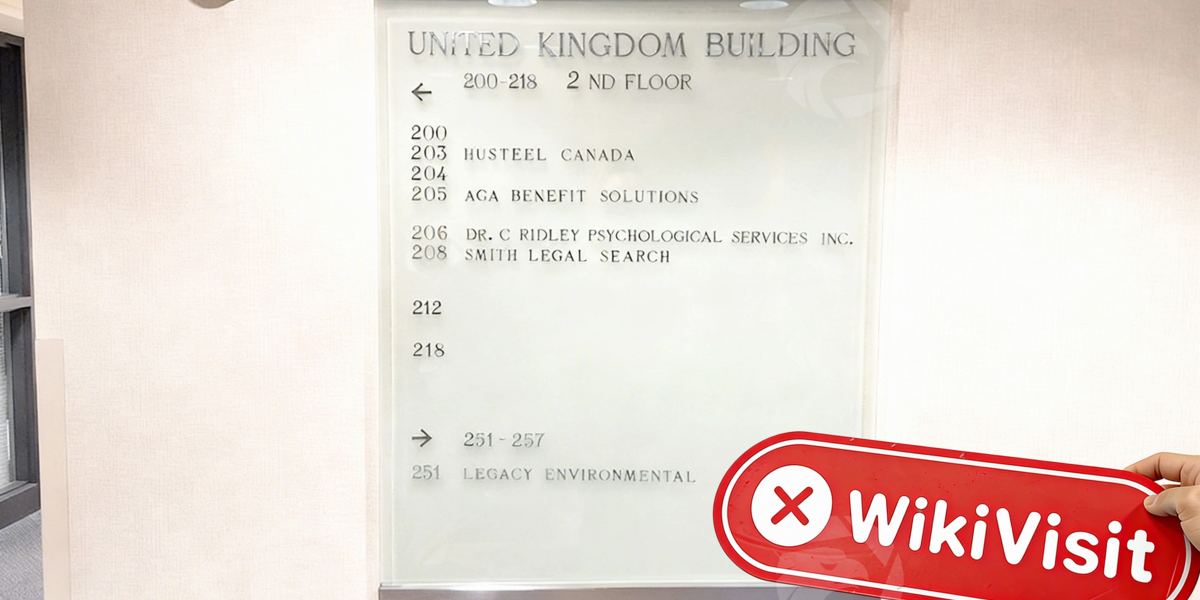 UNITED KINGDOM BUILDING
← 200-218 2 ND FLOOR
200
203 HUSTEEL CANADA
204
205 AGA BENEFIT SOLUTIONS
206 DR. C RIDLEY PSYCHOLOGICAL SERVICES INC.
208 SMITH LEGAL SEARCH
212
218
→ 251 - 257
251 LEGACY ENVIRONMENTAL
WikiVisit